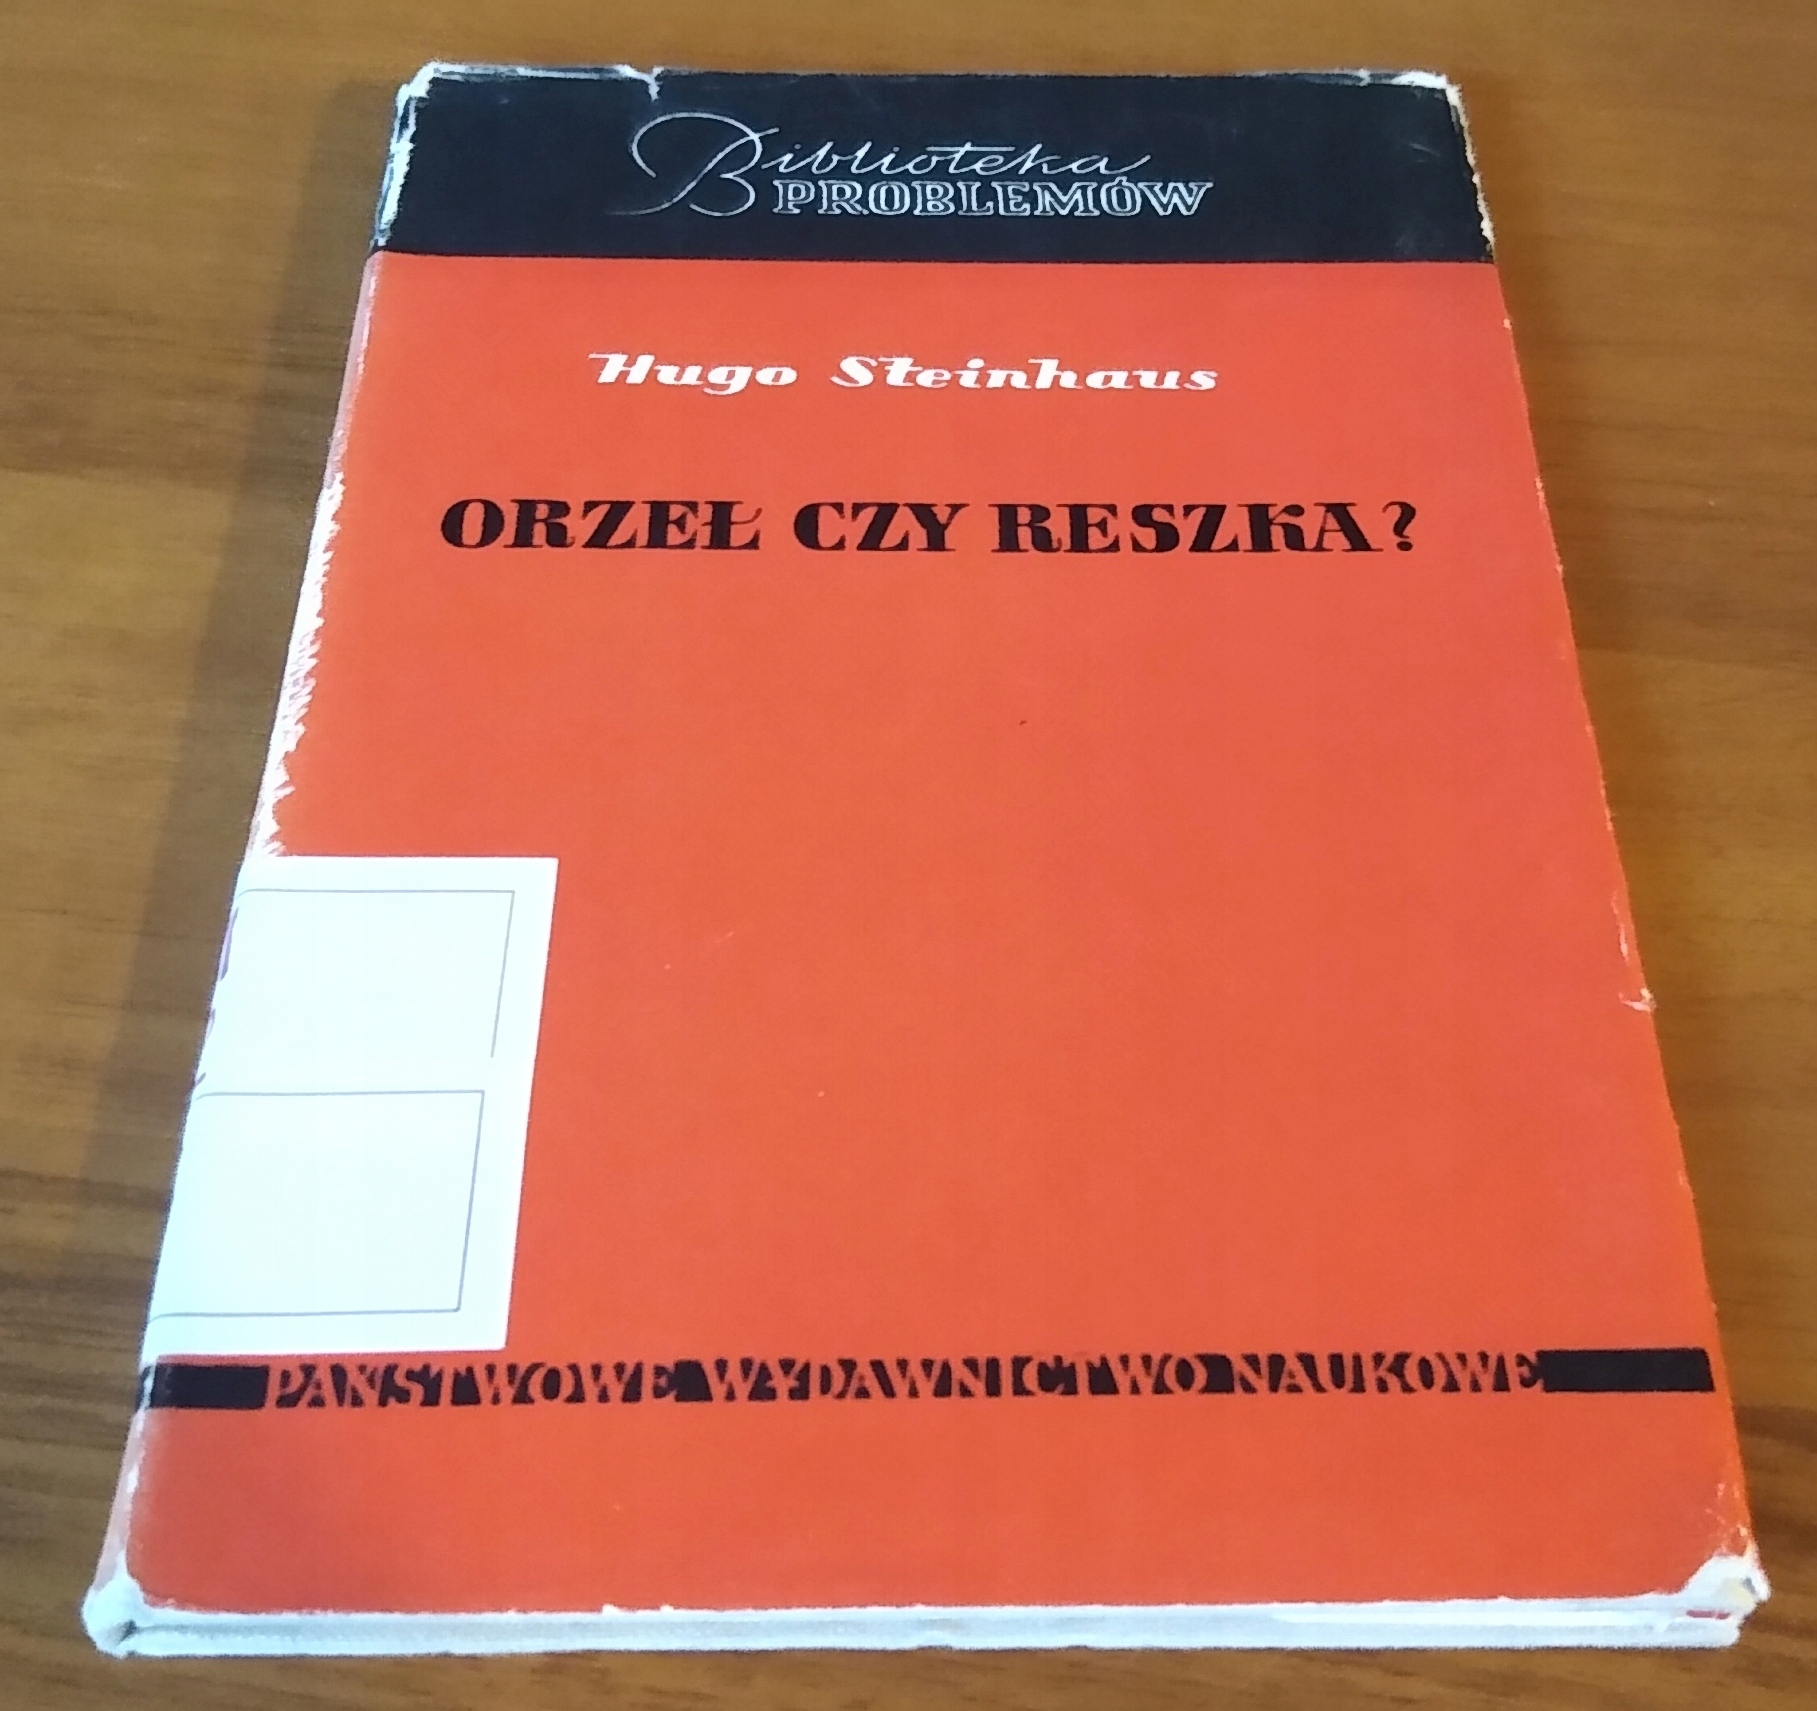 Biblioteka
PROBLEMÓW
Hugo Steinhaus
ORZEŁ CZY RESZKA?
PAŃSTWOWE WYDAWNICTWO NAUKOWE